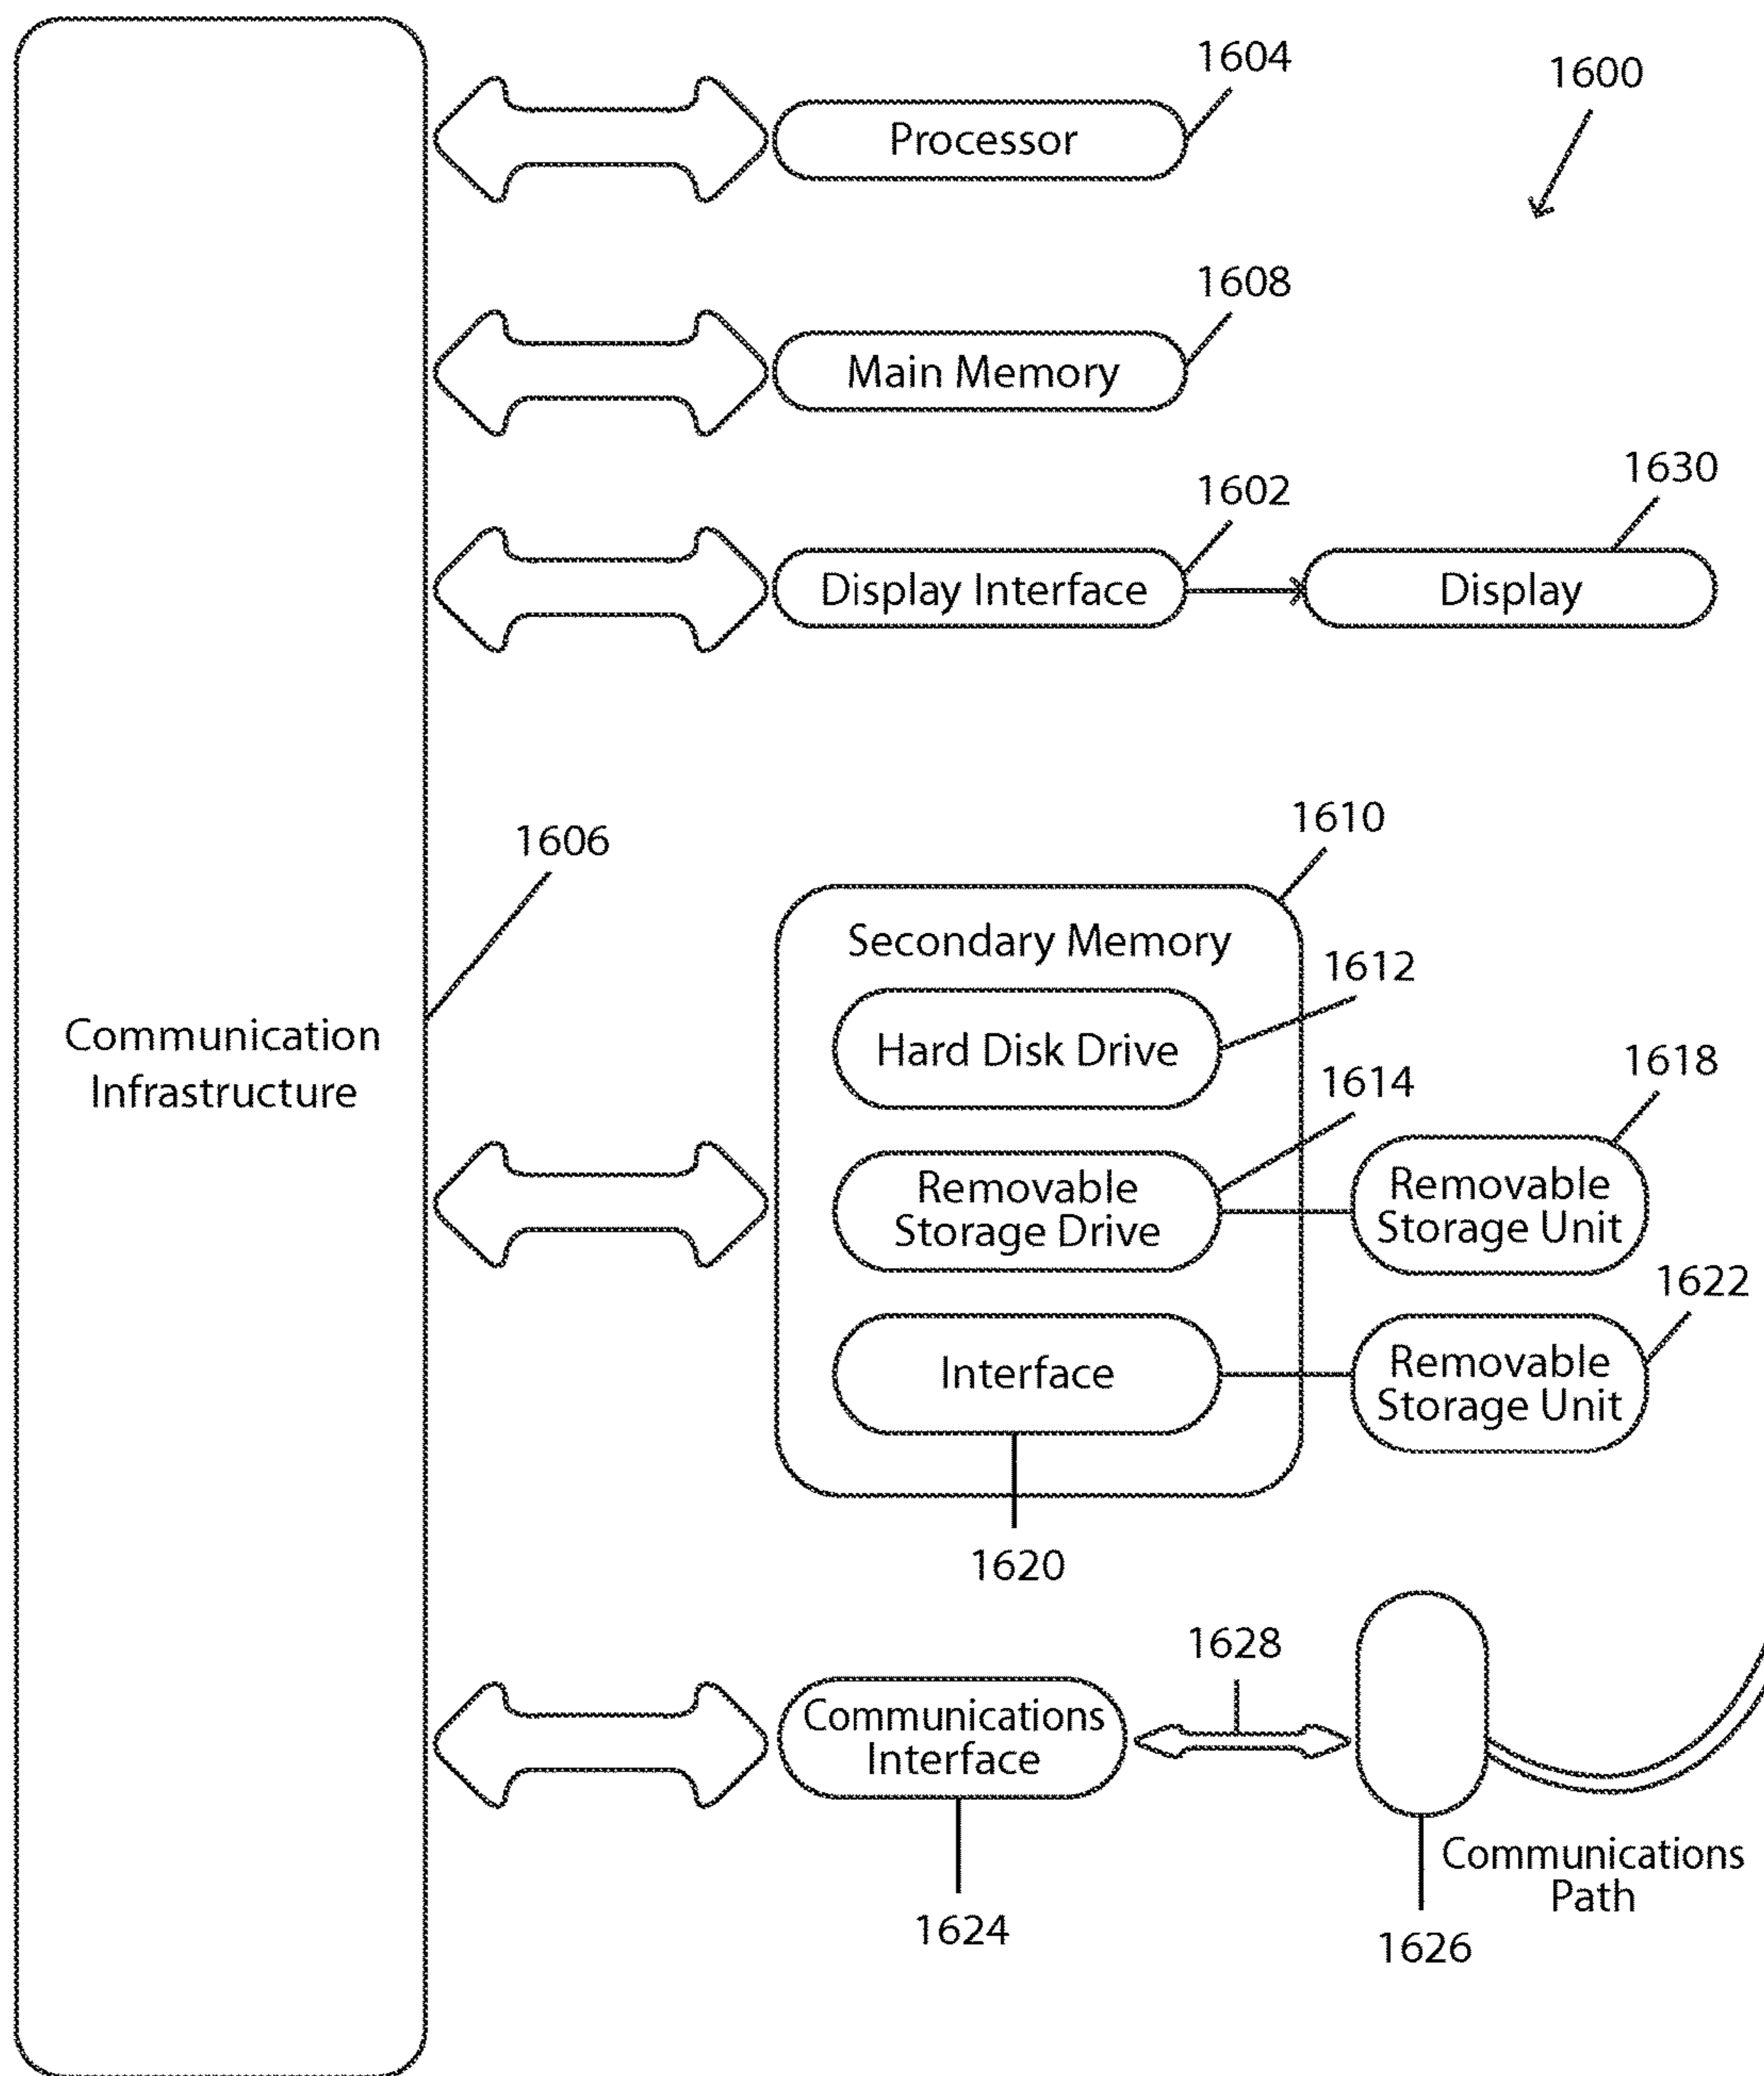 1604
1600
Processor
1608
Main Memory
1602
1630
Display Interface
Display
1606
1610
Secondary Memory
1612
Hard Disk Drive
Communication
Infrastructure
1614
1618
Removable
Storage Drive
Removable
Storage Unit
1622
Interface
Removable
Storage Unit
1620
1628
Communications
Interface
Communications
Path
1624
1626